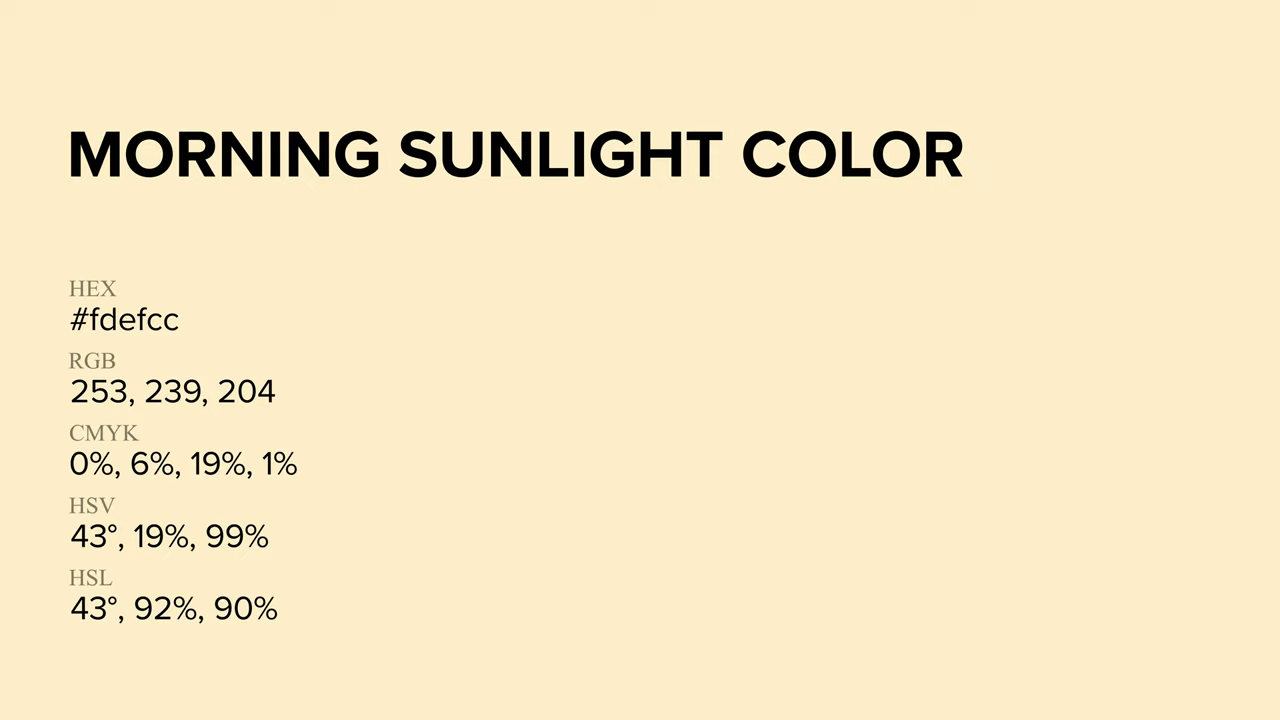 MORNING SUNLIGHT COLOR
HEX
#fdefcc
RGB
253, 239, 204
CMYK
0%, 6%, 19%, 1%
HSV
43°, 19%, 99%
HSL
43°, 92%, 90%